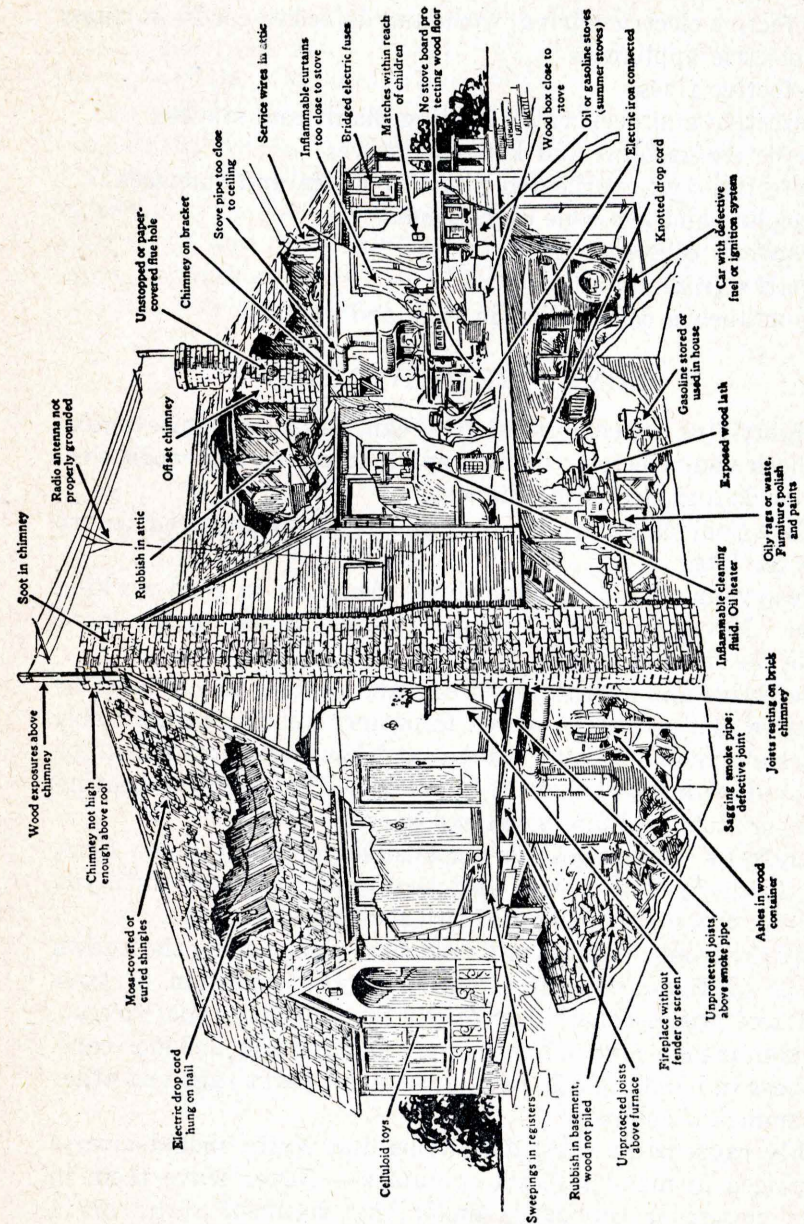 Wood exposures above
chimney
Soot in chimney
Radio antenna not
properly grounded
Chimney not high
enough above roof
Moss-covered or
curled shingles
Electric drop cord
hung on nail
Rubbish in attic
Offset chimney
Unstopped or paper-
covered flue hole
Chimney on bracket
Stove pipe too close
to ceiling
Service wires in attic
Inflammable curtains
too close to stove
Bridged electric fuses
Matches within reach
of children
No stove board pro-
tecting wood floor
Wood box close to
stove
Oil or gasoline stoves
(summer stoves)
Electric iron connected
Knotted drop cord
Car with defective
fuel or ignition system
Gasoline stored or
used in house
Exposed wood lath
Oily rags or waste.
Furniture polish
and paints
Inflammable cleaning
fluid. Oil heater
Joists resting on brick
chimney
Sagging smoke pipe;
defective joint
Ashes in wood
container
Unprotected joists
above smoke pipe
Fireplace without
fender or screen
Unprotected joists
above furnace
Rubbish in basement,
wood not piled
Sweepings in registers
Celluloid toys